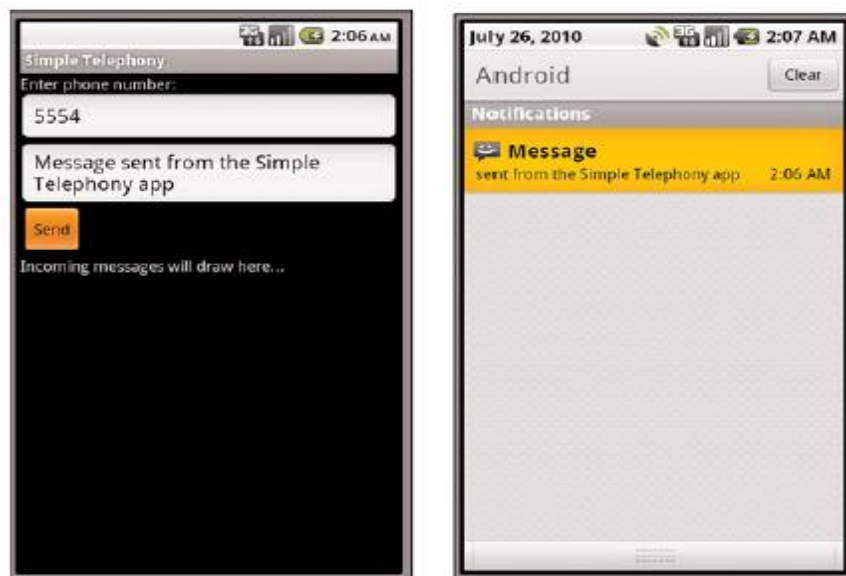 2:06 AM
Simple Telephony
Enter phone number:
5554
Message sent from the Simple
Telephony app
Send
Incoming messages will draw here...
July 26, 2010
2:07 AM
Android
Clear
Notifications
Message
sent from the Simple Telephony app
2:06 AM